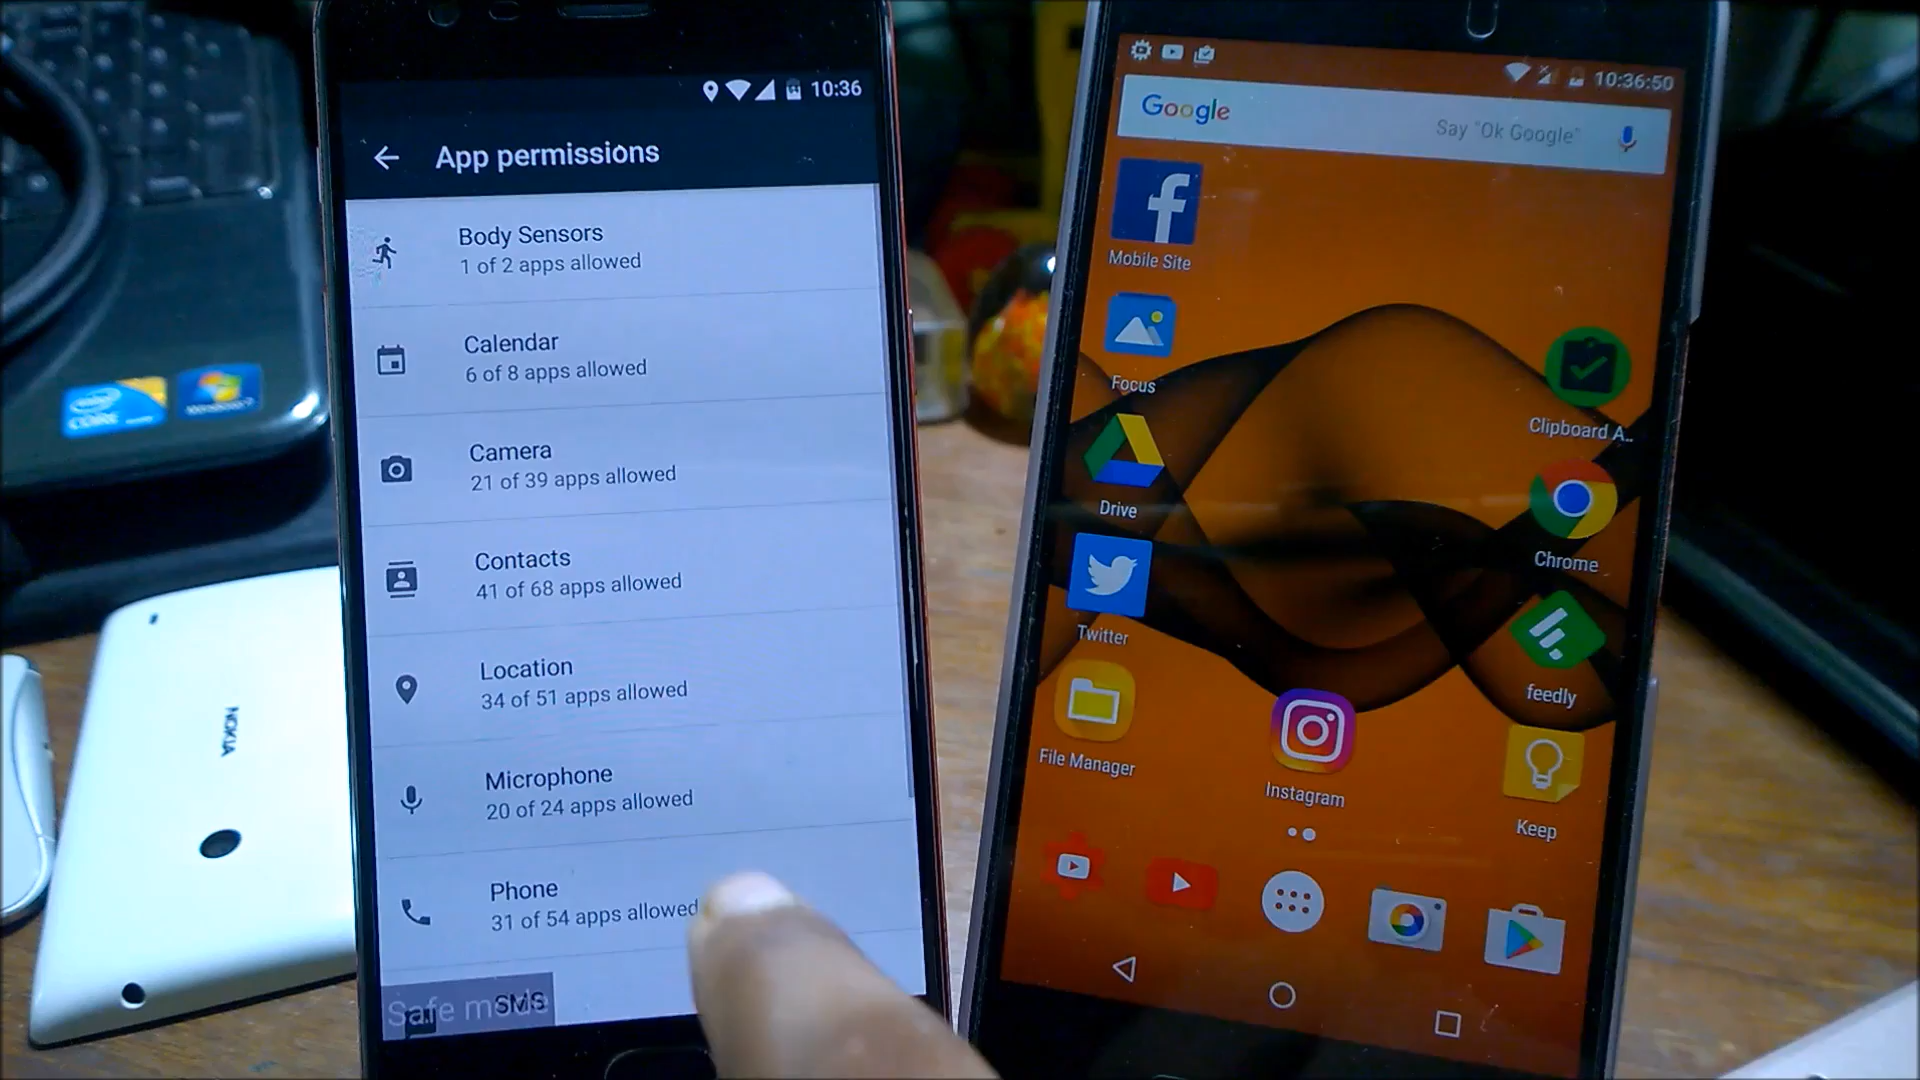 10:36
App permissions
Body Sensors
1 of 2 apps allowed
Calendar
6 of 8 apps allowed
Camera
21 of 39 apps allowed
Contacts
41 of 68 apps allowed
Location
34 of 51 apps allowed
Microphone
20 of 24 apps allowed
Phone
31 of 54 apps allowed
SMS
Safe mode
10:36:50
Google
Say "Ok Google"
Mobile Site
Focus
Clipboard A..
Drive
Chrome
Twitter
feedly
File Manager
Instagram
Keep
NOKIA
intel
CORE